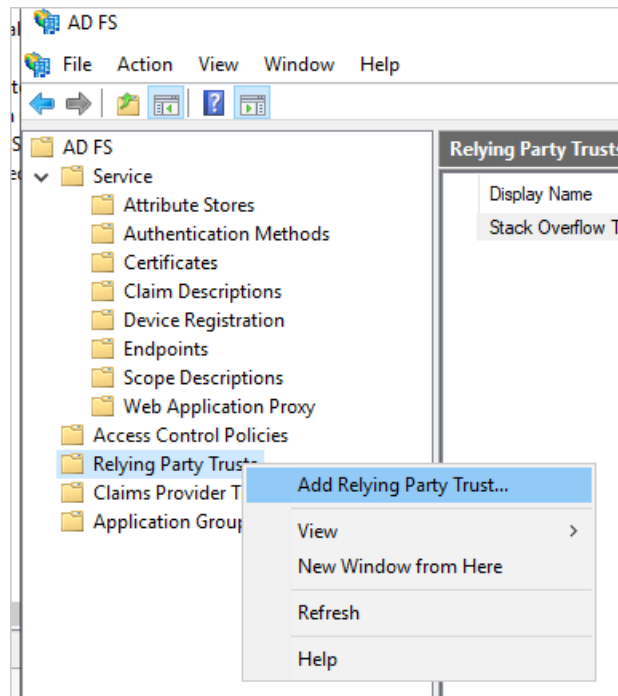 AD FS
File Action View Window Help
AD FS
Service
Attribute Stores
Authentication Methods
Certificates
Claim Descriptions
Device Registration
Endpoints
Scope Descriptions
Web Application Proxy
Access Control Policies
Relying Party Trusts
Claims Provider T
Application Group
Relying Party Trusts
Display Name
Stack Overflow T
Add Relying Party Trust...
View
New Window from Here
Refresh
Help